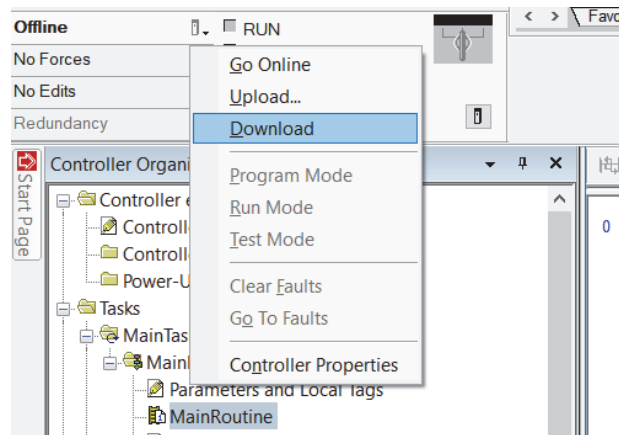 Offline
RUN
Favo
No Forces
No Edits
Redundancy
Go Online
Upload...
Download
Program Mode
Run Mode
Test Mode
Clear Faults
Go To Faults
Controller Properties
Start Page
Controller Organi
Controller e
Controll
Controll
Power-U
Tasks
MainTas
Main
Parameters and Local Tags
MainRoutine
0